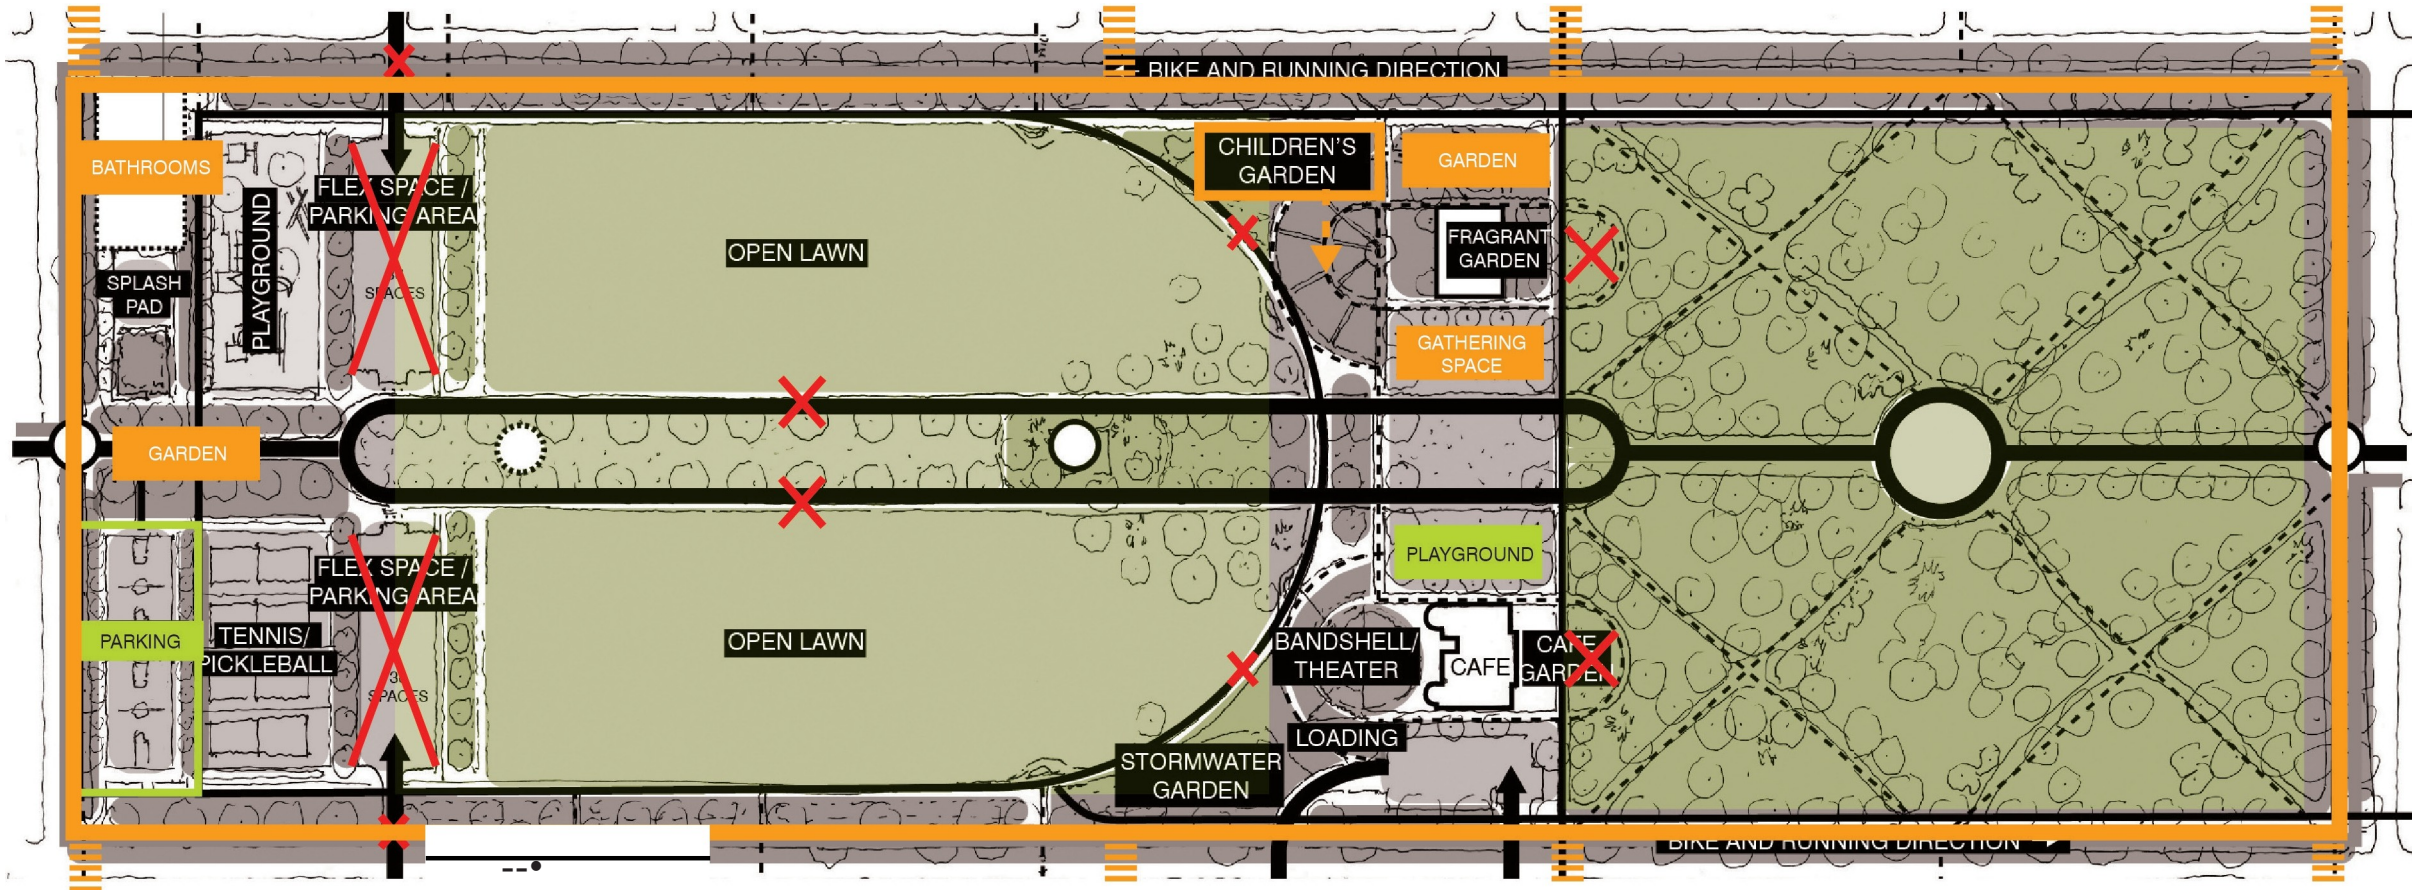 ← BIKE AND RUNNING DIRECTION
BATHROOMS
CHILDREN'S
GARDEN
GARDEN
FLEX SPACE /
PARKING AREA
PLAYGROUND
OPEN LAWN
FRAGRANT
GARDEN
SPLASH
PAD
SPACES
GATHERING
SPACE
GARDEN
PLAYGROUND
FLEX SPACE /
PARKING AREA
PARKING
TENNIS/
PICKLEBALL
OPEN LAWN
BANDSHELL/
THEATER
CAFE
CAFE
GARDEN
SPACES
LOADING
STORMWATER
GARDEN
BIKE AND RUNNING DIRECTION →